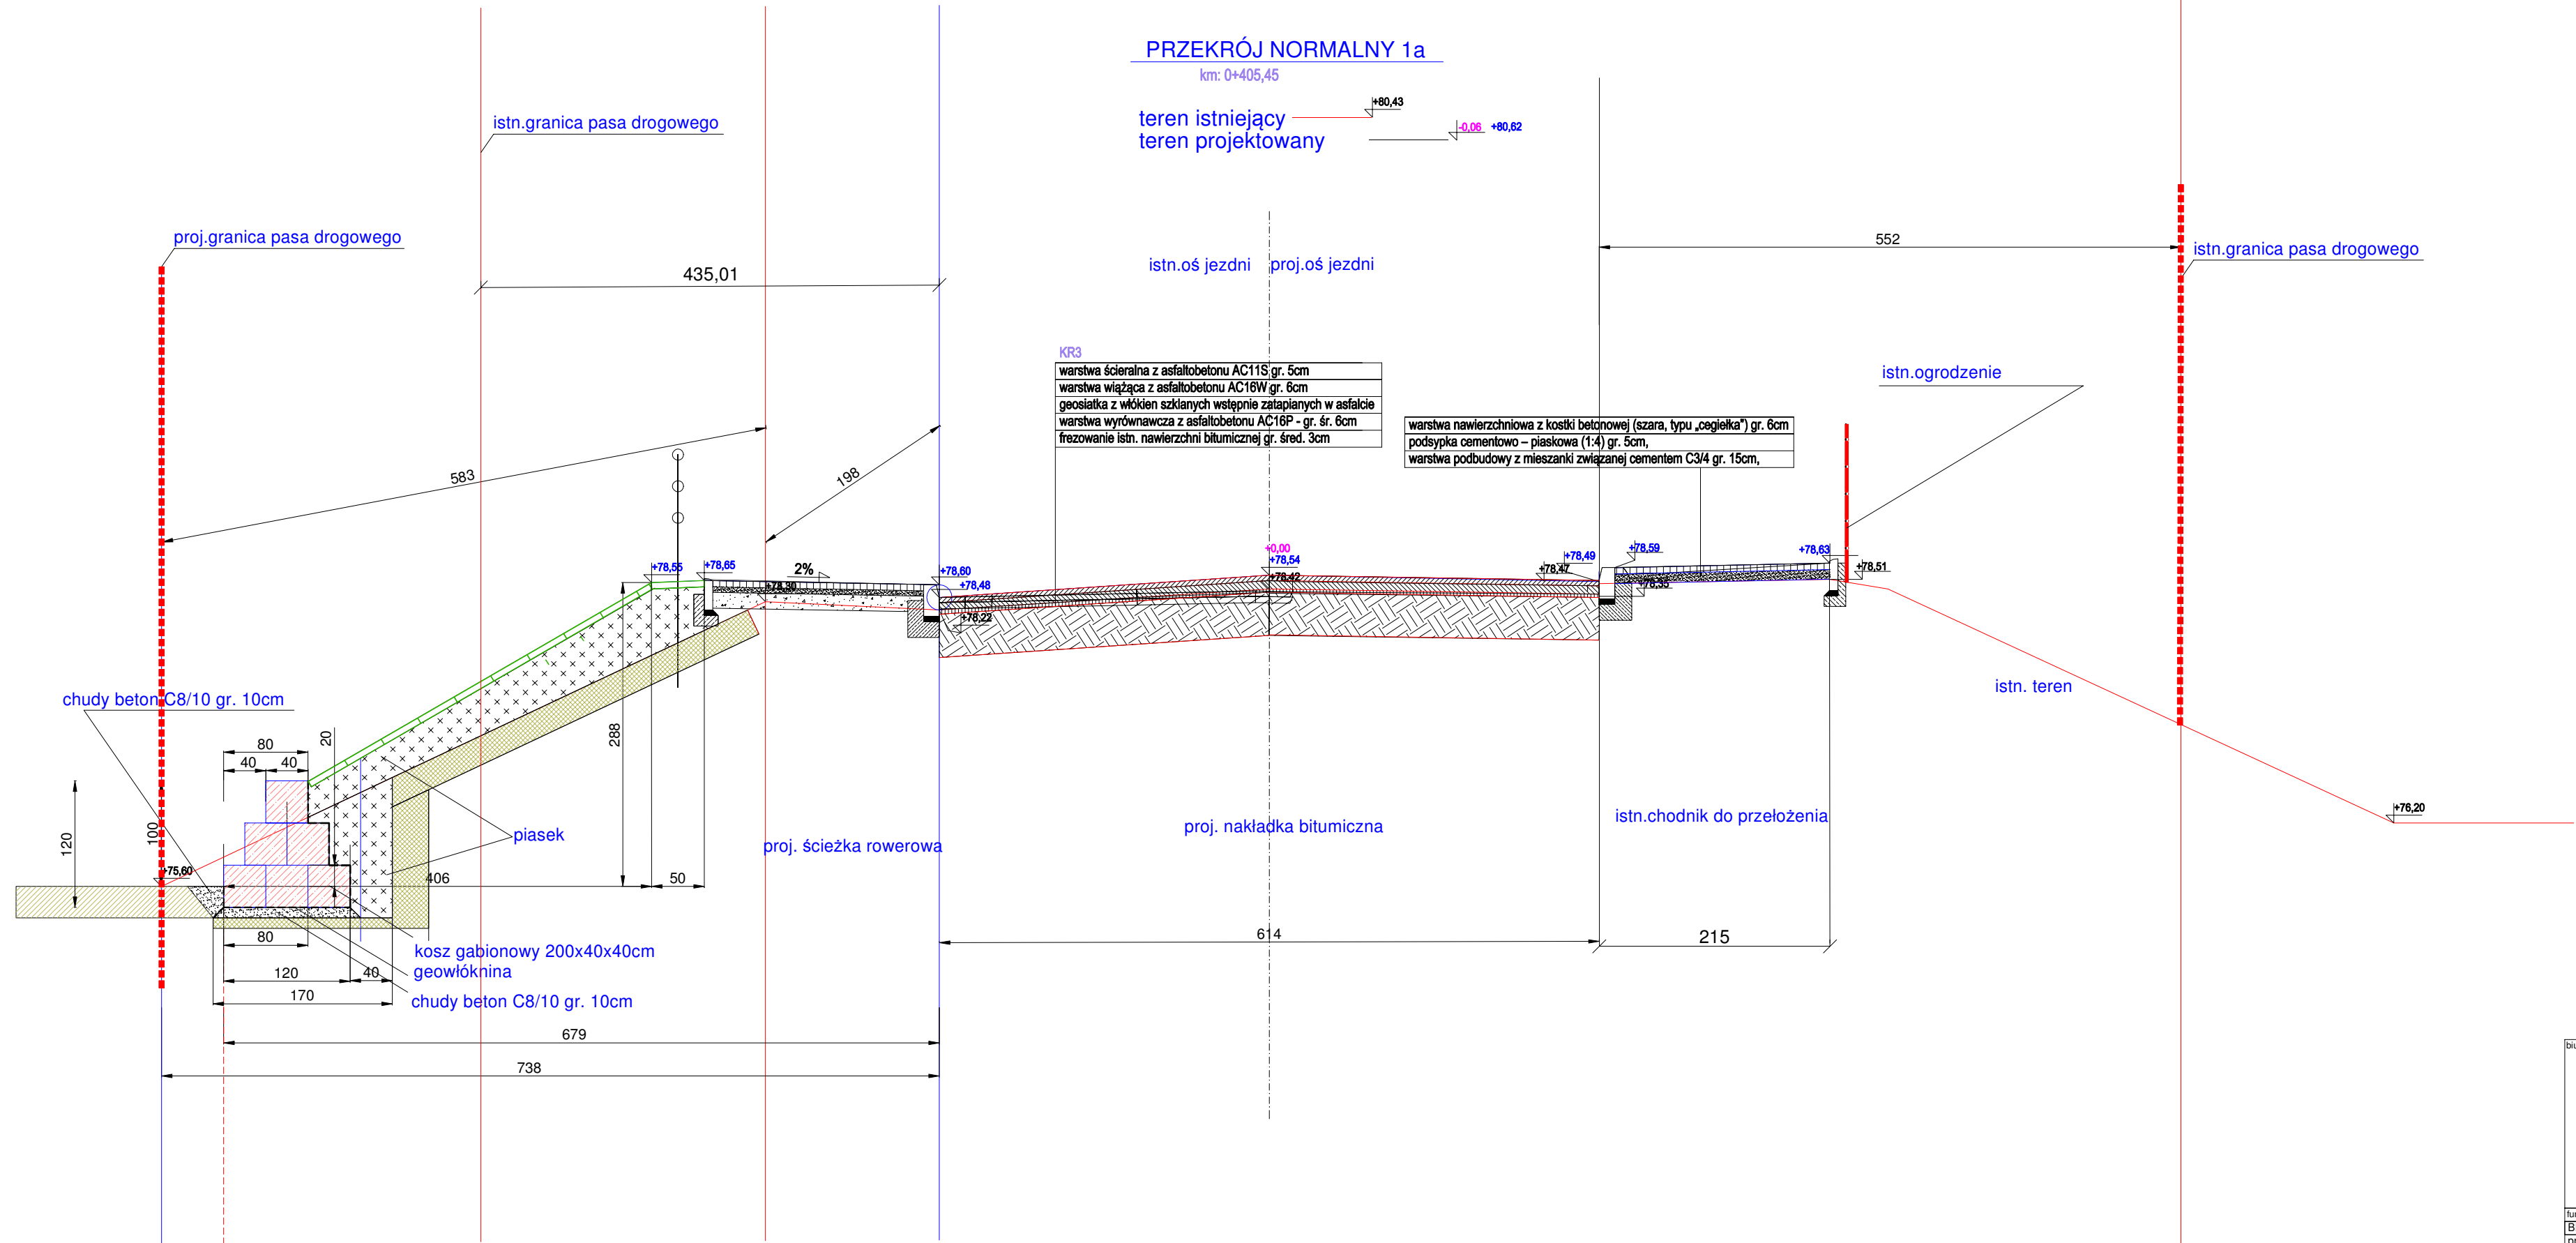 PRZEKRÓJ NORMALNY 1a
km: 0+405,45
teren istniejący
+80,43
teren projektowany
-0,06 +80,62
istn.granica pasa drogowego
proj.granica pasa drogowego
435,01
istn.oś jezdni
proj.oś jezdni
552
istn.granica pasa drogowego
KR3
warstwa ścieralna z asfaltobetonu AC11S gr. 5cm
warstwa wiążąca z asfaltobetonu AC16W gr. 6cm
geosiatka z włókien szklanych wstępnie zatapianych w asfalcie
warstwa wyrównawcza z asfaltobetonu AC16P - gr. śr. 6cm
frezowanie istn. nawierzchni bitumicznej gr. śred. 3cm
warstwa nawierzchniowa z kostki betonowej (szara, typu „cegiełka”) gr. 6cm
podsypka cementowo – piaskowa (1:4) gr. 5cm,
warstwa podbudowy z mieszanki związanej cementem C3/4 gr. 15cm,
istn.ogrodzenie
583
198
+78,55
+78,65
2%
+78,30
+78,60
+78,48
+78,22
+0,00
+78,54
+78,42
+78,49
+78,47
+78,59
+78,35
+78,63
+78,51
istn. teren
+76,20
chudy beton C8/10 gr. 10cm
80
40
40
20
288
120
100
+75,60
piasek
406
50
proj. ścieżka rowerowa
proj. nakładka bitumiczna
istn.chodnik do przełożenia
614
215
80
kosz gabionowy 200x40x40cm
geowłóknina
120
40
chudy beton C8/10 gr. 10cm
170
679
738